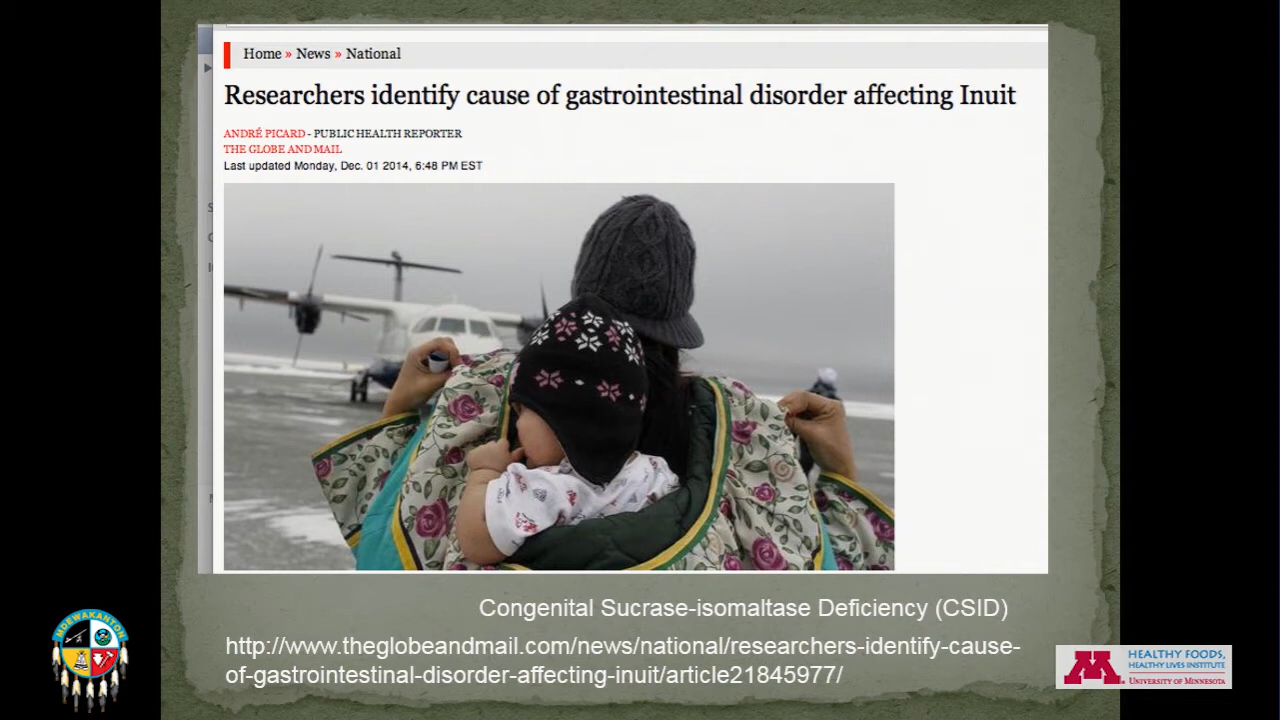 Home » News » National
Researchers identify cause of gastrointestinal disorder affecting Inuit
ANDRÉ PICARD - PUBLIC HEALTH REPORTER
THE GLOBE AND MAIL
Last updated Monday, Dec. 01 2014, 6:48 PM EST
Congenital Sucrase-isomaltase Deficiency (CSID)
http://www.theglobeandmail.com/news/national/researchers-identify-cause-
of-gastrointestinal-disorder-affecting-inuit/article21845977/
MDEWAKANTON
M.
HEALTHY FOODS,
HEALTHY LIVES INSTITUTE
UNIVERSITY OF MINNESOTA